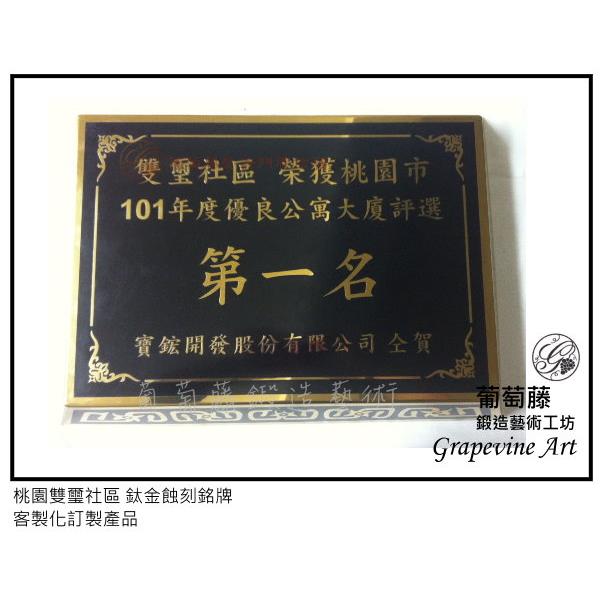 雙璽社區 榮獲桃園市
101年度優良公寓大廈評選
第一名
寶鋐開發股份有限公司 仝賀
葡萄藤鍛造藝術
葡萄藤
鍛造藝術工坊
Grapevine Art
桃園雙璽社區 鈦金蝕刻銘牌
客製化訂製產品